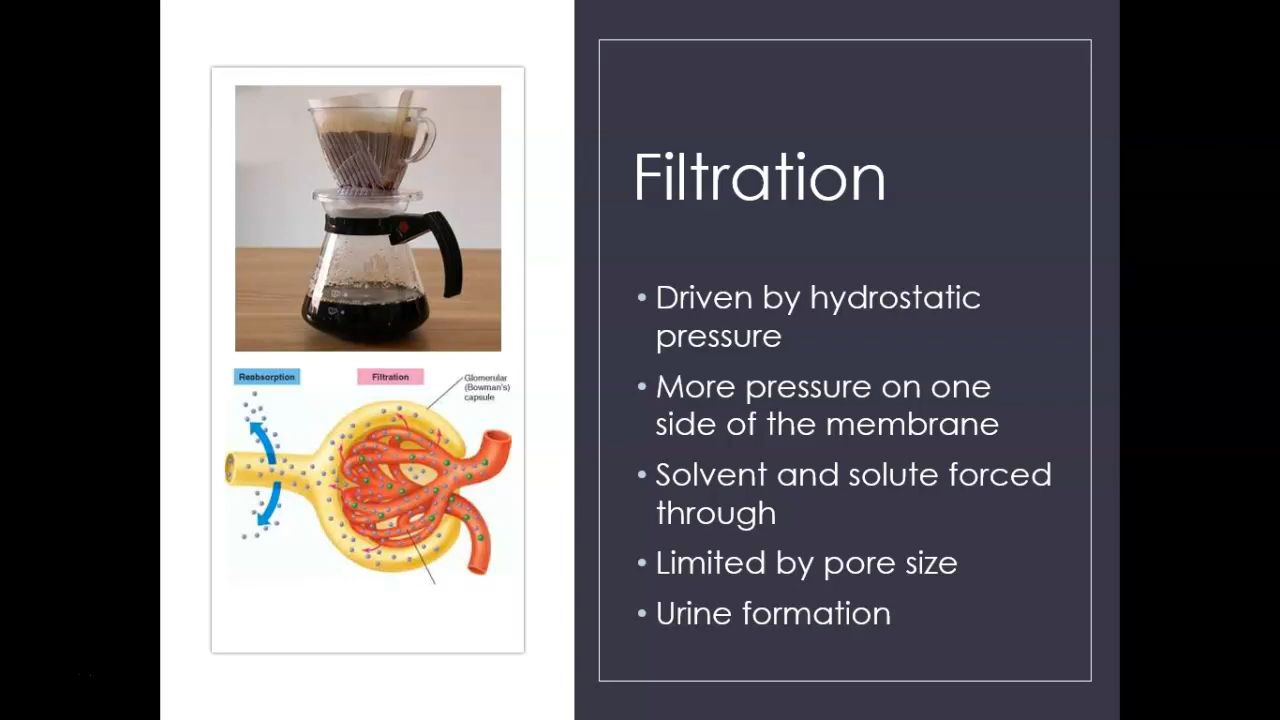 Reabsorption
Filtration
Glomerular
(Bowman's)
capsule
Filtration
• Driven by hydrostatic
pressure
• More pressure on one
side of the membrane
• Solvent and solute forced
through
• Limited by pore size
• Urine formation